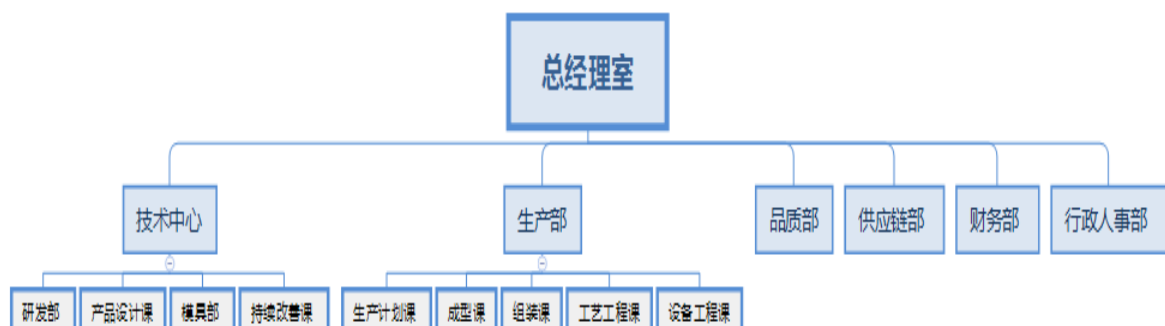 总经理室
技术中心
生产部
品质部
供应链部
财务部
行政人事部
研发部
产品设计课
模具部
持续改善课
生产计划课
成型课
组装课
工艺工程课
设备工程课